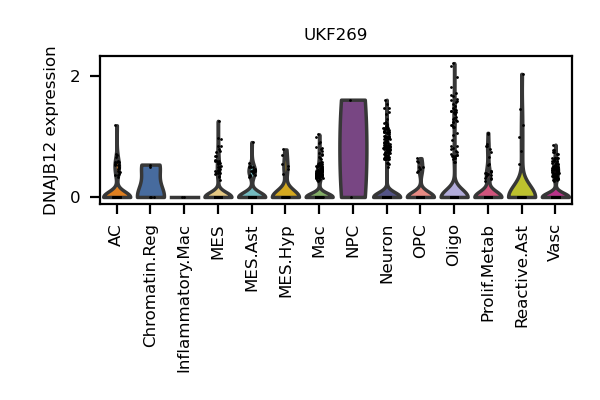 UKF269
DNAJB12 expression
2
0
AC
Chromatin.Reg
Inflammatory.Mac
MES
MES.Ast
MES.Hyp
Mac
NPC
Neuron
OPC
Oligo
Prolif.Metab
Reactive.Ast
Vasc